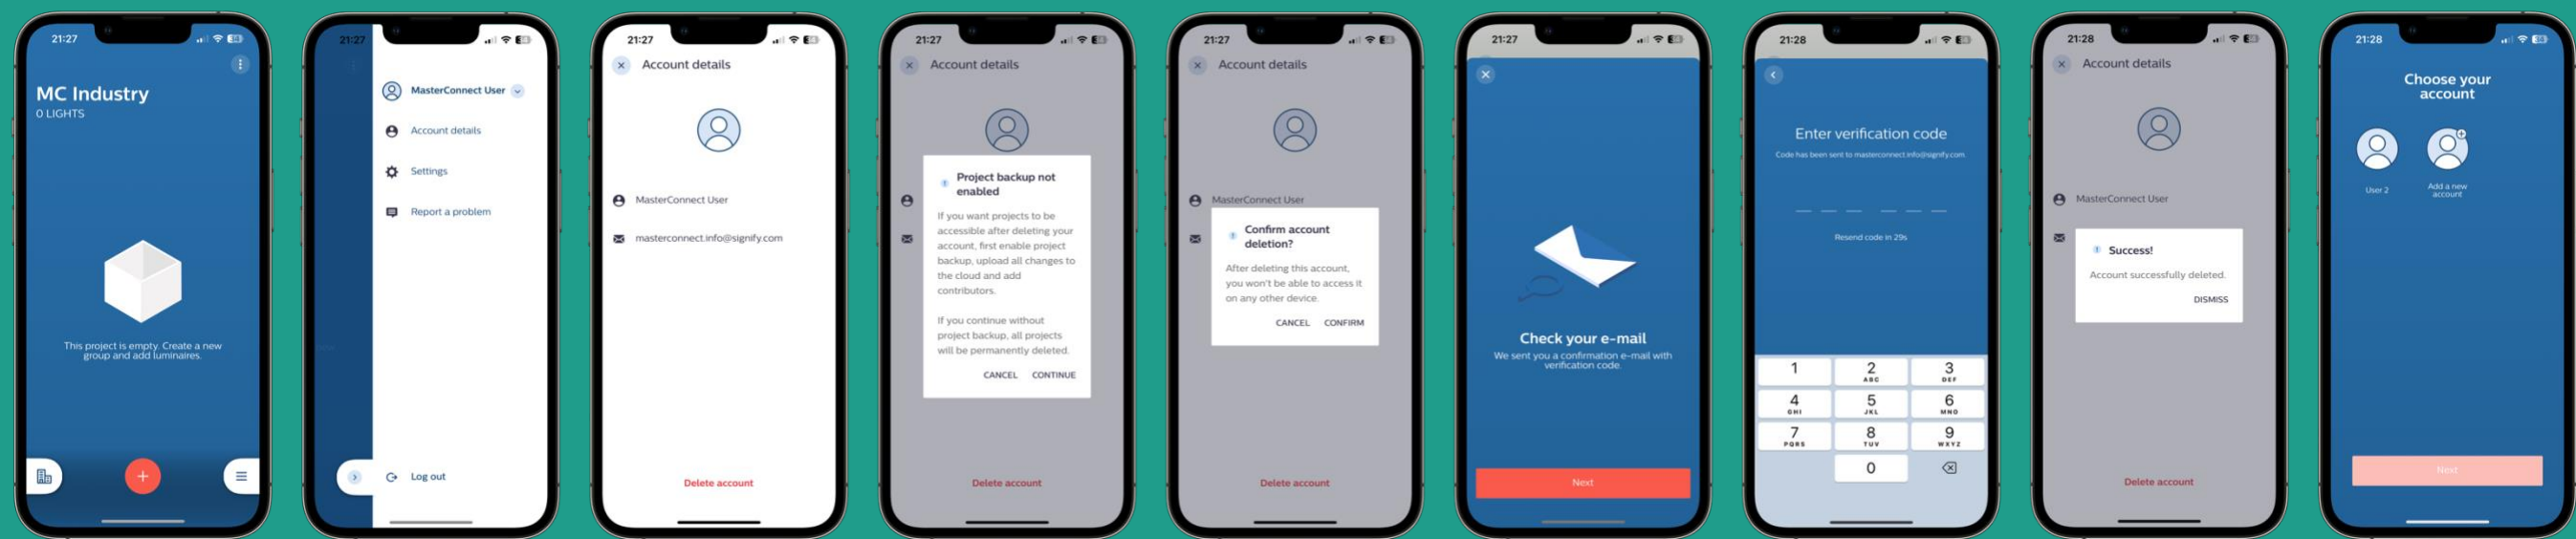 21:27
MC Industry
0 LIGHTS
This project is empty. Create a new
group and add luminaires.
21:27
MasterConnect User
Account details
Settings
Report a problem
Log out
21:27
Account details
MasterConnect User
masterconnect.info@signify.com
Delete account
21:27
Account details
Project backup not
enabled
If you want projects to be
accessible after deleting your
account, first enable project
backup, upload all changes to
the cloud and add
contributors.
If you continue without
project backup, all projects
will be permanently deleted.
CANCEL CONTINUE
Delete account
21:27
Account details
MasterConnect User
Confirm account
deletion?
After deleting this account,
you won't be able to access it
on any other device.
CANCEL CONFIRM
Delete account
21:27
Check your e-mail
We sent you a confirmation e-mail with
verification code.
Next
21:28
Enter verification code
Code has been sent to masterconnect.info@signify.com.
Resend code in 29s
1 2 3
ABC DEF
4 5 6
GHI JKL MNO
7 8 9
PQRS TUV WXYZ
0
21:28
Account details
MasterConnect User
Success!
Account successfully deleted.
DISMISS
Delete account
21:28
Choose your
account
User 2
Add a new
account
Next